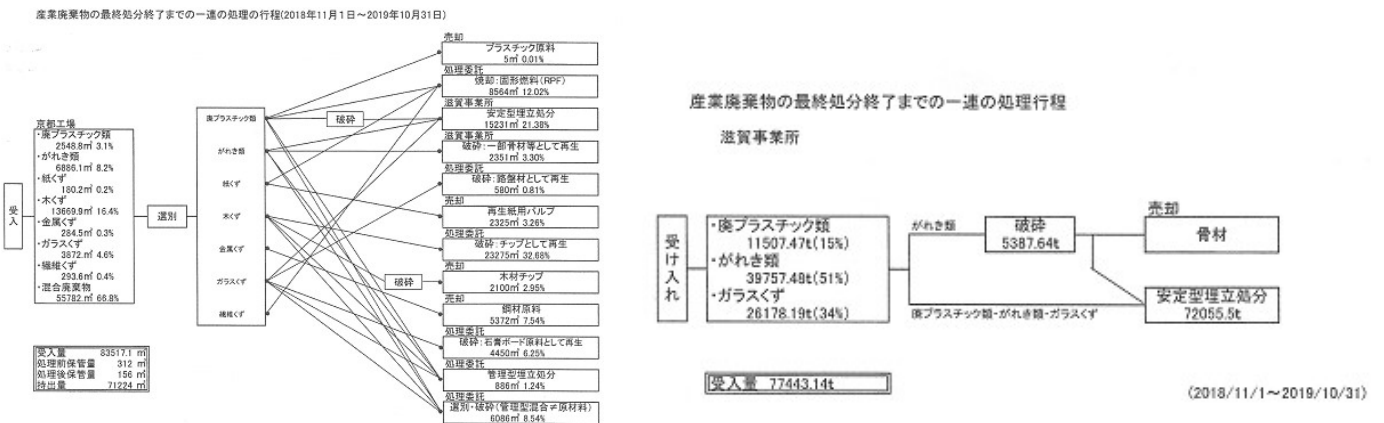 産業廃棄物の最終処分終了までの一連の処理の行程(2018年11月1日～2019年10月31日)
受入
京都工場
・廃プラスチック類
2548.8㎥ 3.1%
・がれき類
6886.1㎥ 8.2%
・紙くず
180.2㎥ 0.2%
・木くず
13669.9㎥ 16.4%
・金属くず
284.5㎥ 0.3%
・ガラスくず
3872㎥ 4.6%
・繊維くず
293.6㎥ 0.4%
・混合廃棄物
55782㎥ 66.8%
選別
廃プラスチック類
がれき類
紙くず
木くず
金属くず
ガラスくず
繊維くず
破砕
破砕
売却
プラスチック原料
5㎥ 0.01%
処理委託
焼却:固形燃料(RPF)
8564㎥ 12.02%
滋賀事業所
安定型埋立処分
15231㎥ 21.38%
滋賀事業所
破砕:一部骨材等として再生
2351㎥ 3.30%
処理委託
破砕:路盤材として再生
580㎥ 0.81%
売却
再生紙用パルプ
2325㎥ 3.26%
処理委託
破砕:チップとして再生
23275㎥ 32.68%
売却
木材チップ
2100㎥ 2.95%
売却
鋼材原料
5372㎥ 7.54%
処理委託
破砕:石膏ボード原料として再生
4450㎥ 6.25%
処理委託
管理型埋立処分
886㎥ 1.24%
処理委託
選別・破砕(管理型混合≠原材料)
6086㎥ 8.54%
受入量 83517.1 ㎥
処理前保管量 312 ㎥
処理後保管量 156 ㎥
持出量 71224 ㎥
産業廃棄物の最終処分終了までの一連の処理行程
滋賀事業所
受け入れ
・廃プラスチック類
11507.47t(15%)
・がれき類
39757.48t(51%)
・ガラスくず
26178.19t(34%)
がれき類
破砕
5387.64t
売却
骨材
安定型埋立処分
72055.5t
廃プラスチック類・がれき類・ガラスくず
受入量 77443.14t
(2018/11/1～2019/10/31)